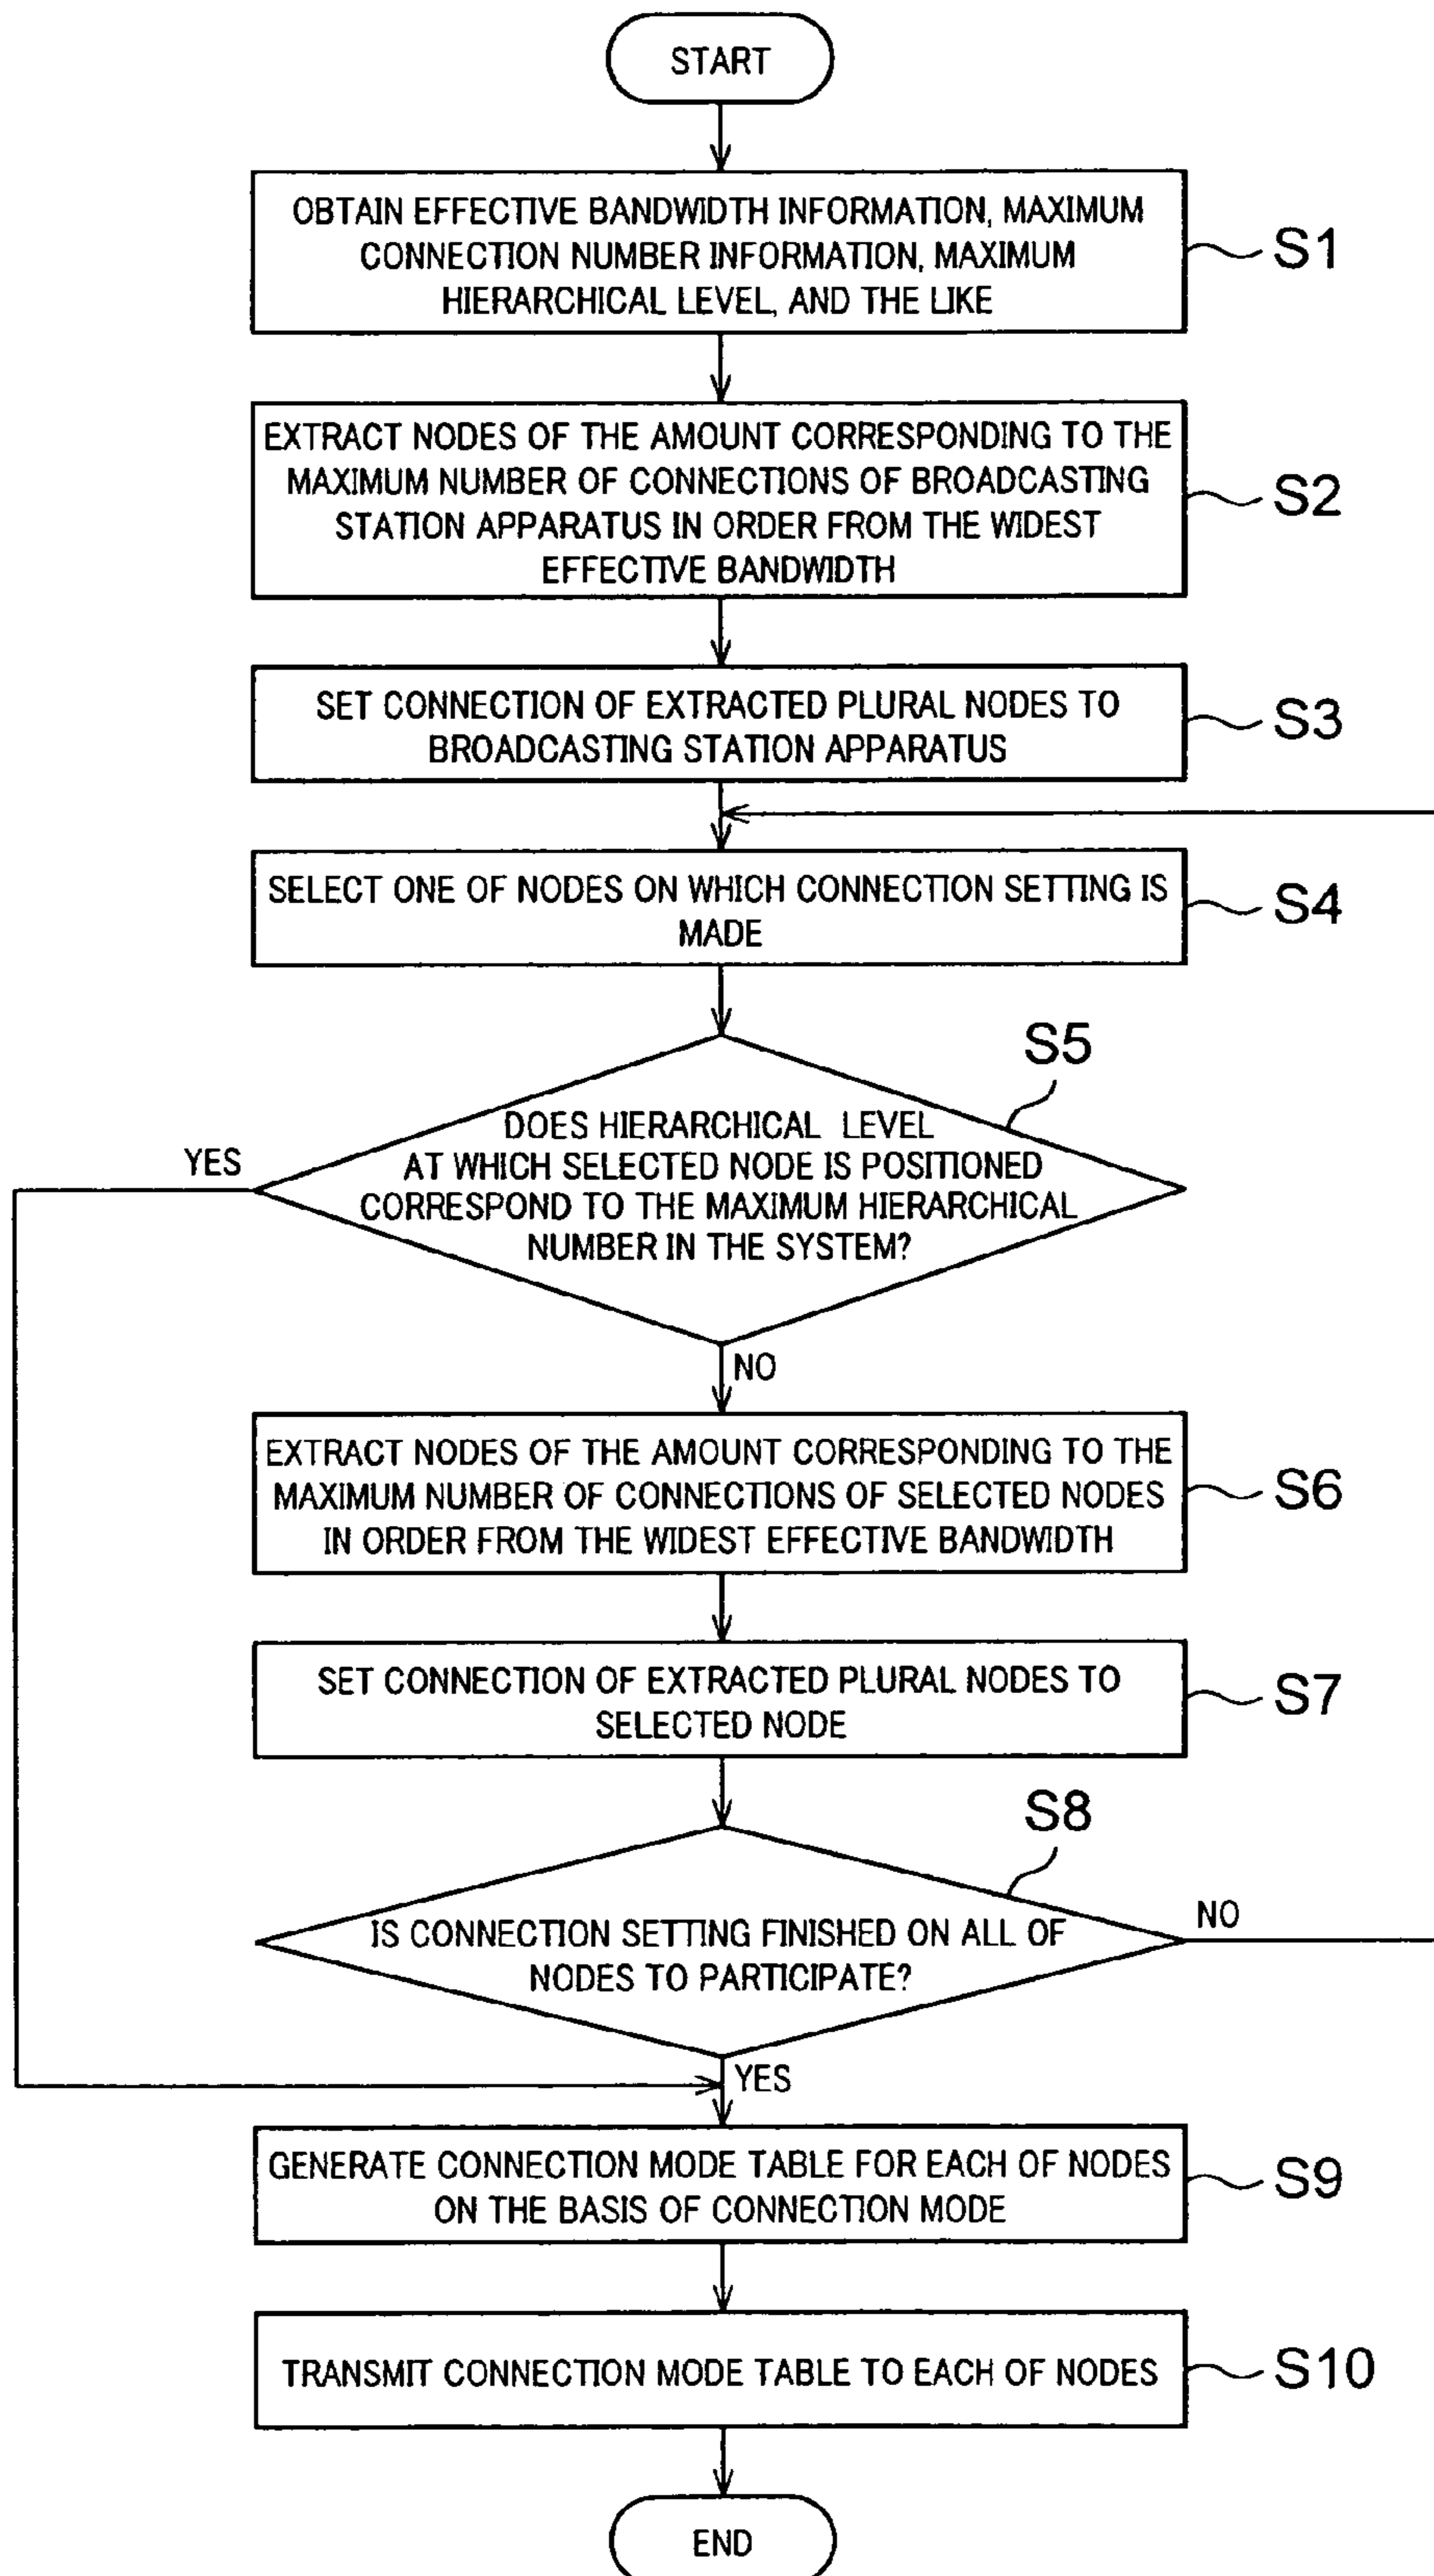 START
OBTAIN EFFECTIVE BANDWIDTH INFORMATION, MAXIMUM
CONNECTION NUMBER INFORMATION, MAXIMUM
HIERARCHICAL LEVEL, AND THE LIKE
S1
EXTRACT NODES OF THE AMOUNT CORRESPONDING TO THE
MAXIMUM NUMBER OF CONNECTIONS OF BROADCASTING
STATION APPARATUS IN ORDER FROM THE WIDEST
EFFECTIVE BANDWIDTH
S2
SET CONNECTION OF EXTRACTED PLURAL NODES TO
BROADCASTING STATION APPARATUS
S3
SELECT ONE OF NODES ON WHICH CONNECTION SETTING IS
MADE
S4
S5
DOES HIERARCHICAL LEVEL
AT WHICH SELECTED NODE IS POSITIONED
CORRESPOND TO THE MAXIMUM HIERARCHICAL
NUMBER IN THE SYSTEM?
YES
NO
EXTRACT NODES OF THE AMOUNT CORRESPONDING TO THE
MAXIMUM NUMBER OF CONNECTIONS OF SELECTED NODES
IN ORDER FROM THE WIDEST EFFECTIVE BANDWIDTH
S6
SET CONNECTION OF EXTRACTED PLURAL NODES TO
SELECTED NODE
S7
S8
IS CONNECTION SETTING FINISHED ON ALL OF
NODES TO PARTICIPATE?
NO
YES
GENERATE CONNECTION MODE TABLE FOR EACH OF NODES
ON THE BASIS OF CONNECTION MODE
S9
TRANSMIT CONNECTION MODE TABLE TO EACH OF NODES
S10
END